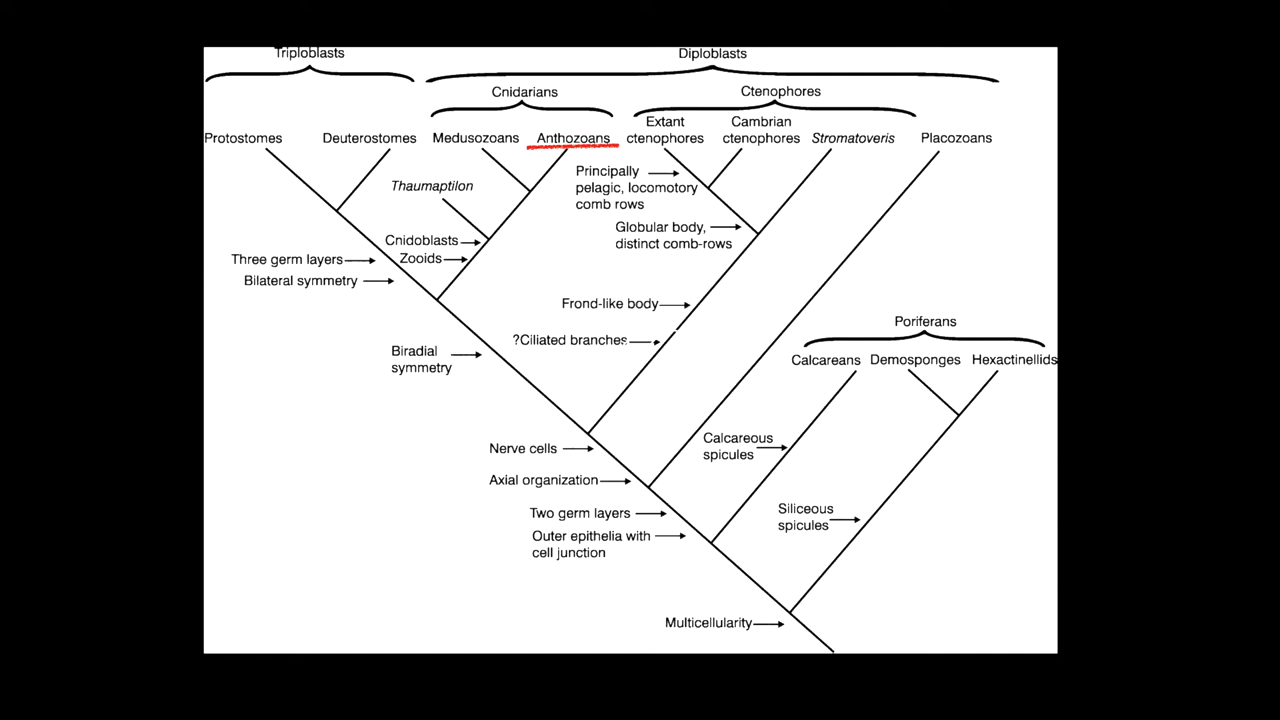 Triploblasts
Diploblasts
Cnidarians
Ctenophores
Protostomes
Deuterostomes
Medusozoans
Anthozoans
Extant
ctenophores
Cambrian
ctenophores
Stromatoveris
Placozoans
Thaumaptilon
Principally
pelagic, locomotory
comb rows
Globular body,
distinct comb-rows
Cnidoblasts
Zooids
Three germ layers
Bilateral symmetry
Frond-like body
?Ciliated branches
Biradial
symmetry
Poriferans
Calcareans
Demosponges
Hexactinellids
Nerve cells
Calcareous
spicules
Axial organization
Two germ layers
Siliceous
spicules
Outer epithelia with
cell junction
Multicellularity